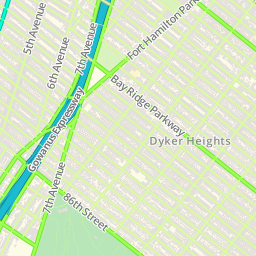 5th Avenue
6th Avenue
7th Avenue
Fort Hamilton Park
Bay Ridge Parkway
Gowanus Expressway
Dyker Heights
7th Avenue
86th Street